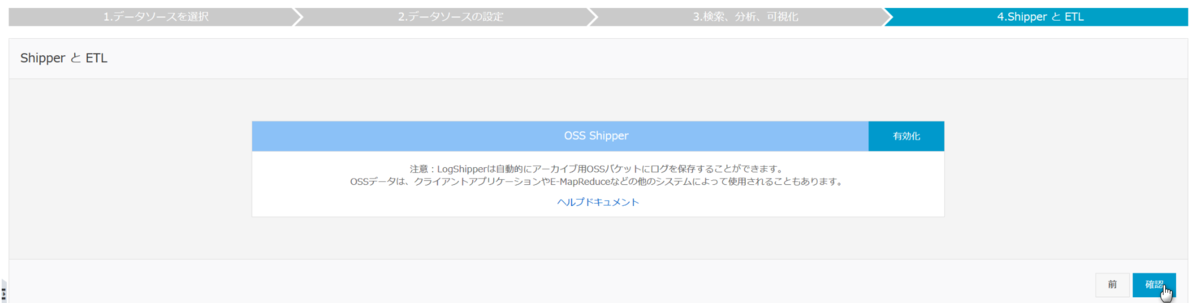 1.データソースを選択
2.データソースの設定
3.検索、分析、可視化
4.Shipper と ETL
Shipper と ETL
OSS Shipper
有効化
注意：LogShipperは自動的にアーカイブ用OSSバケットにログを保存することができます。
OSSデータは、クライアントアプリケーションやE-MapReduceなどの他のシステムによって使用されることもあります。
ヘルプドキュメント
前
確認